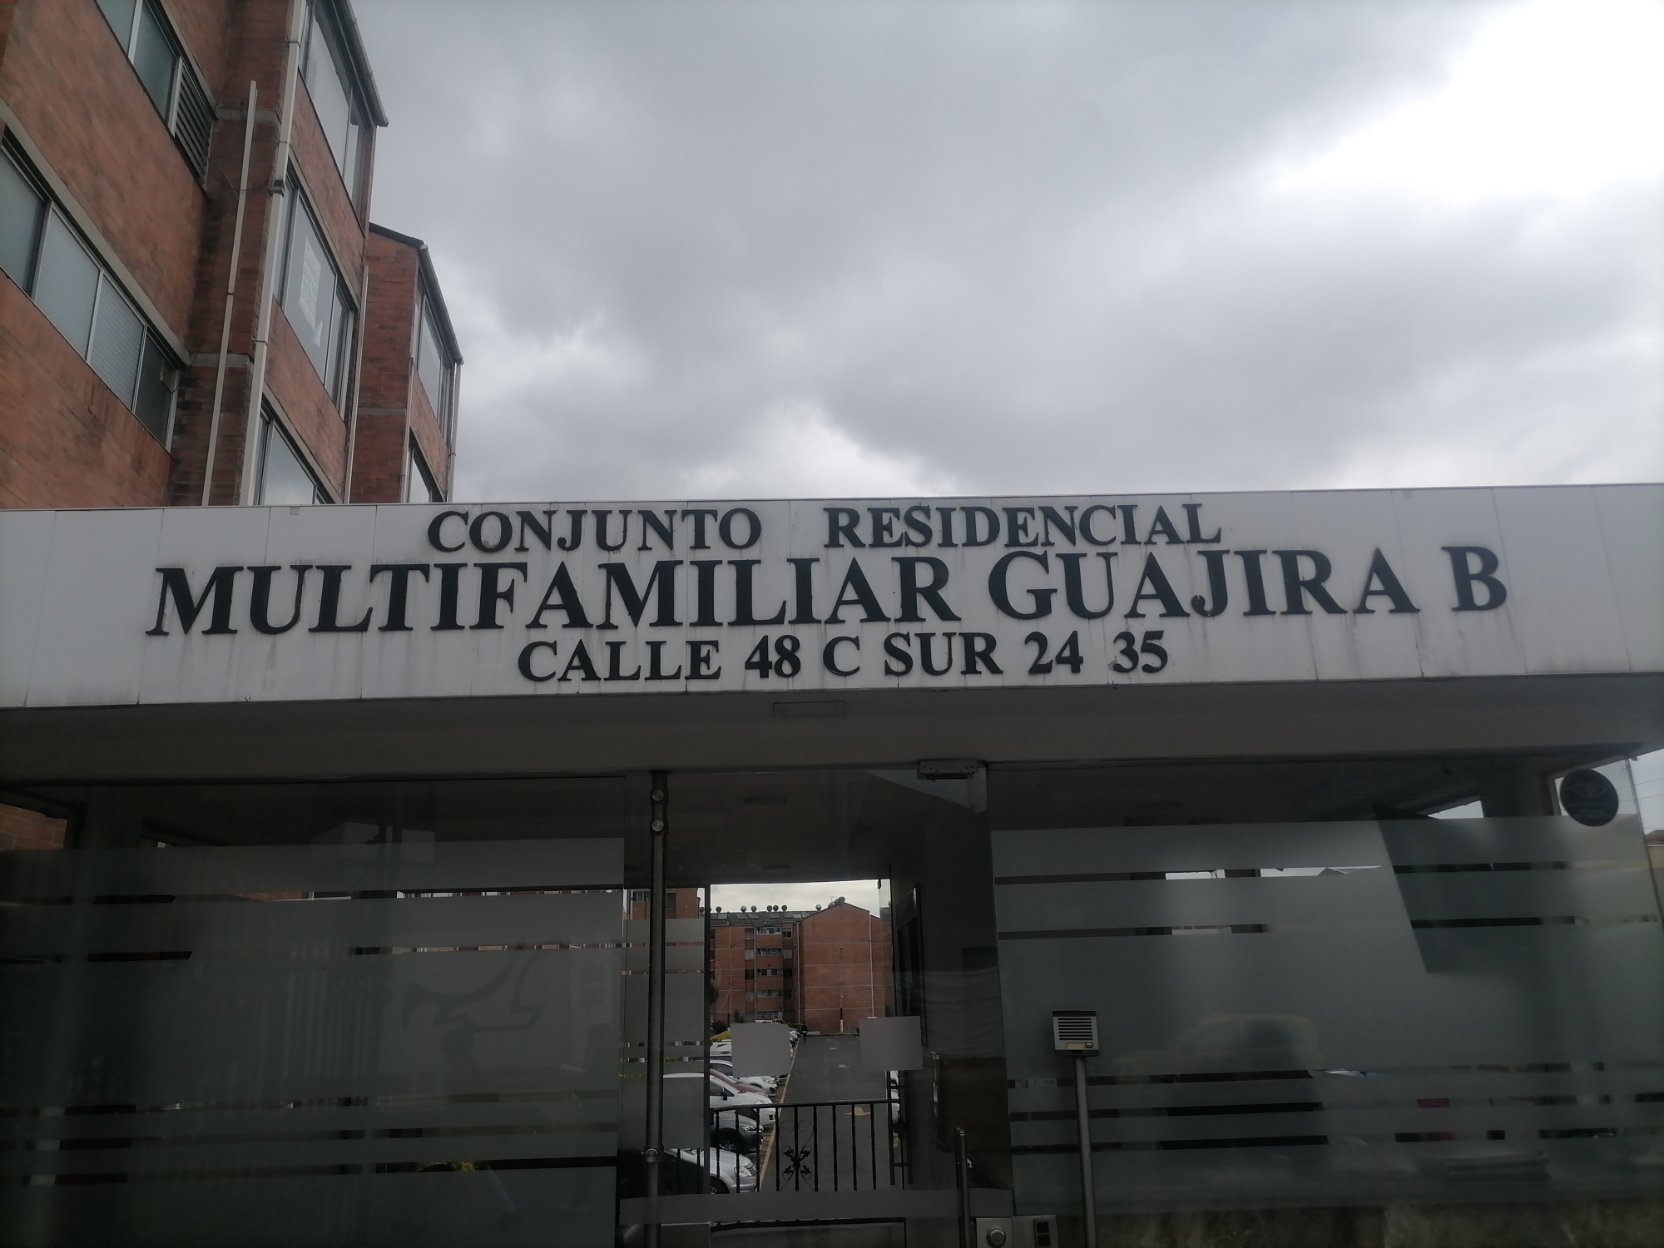 CONJUNTO RESIDENCIAL
MULTIFAMILIAR GUAJIRA B
CALLE 48 C SUR 24 35